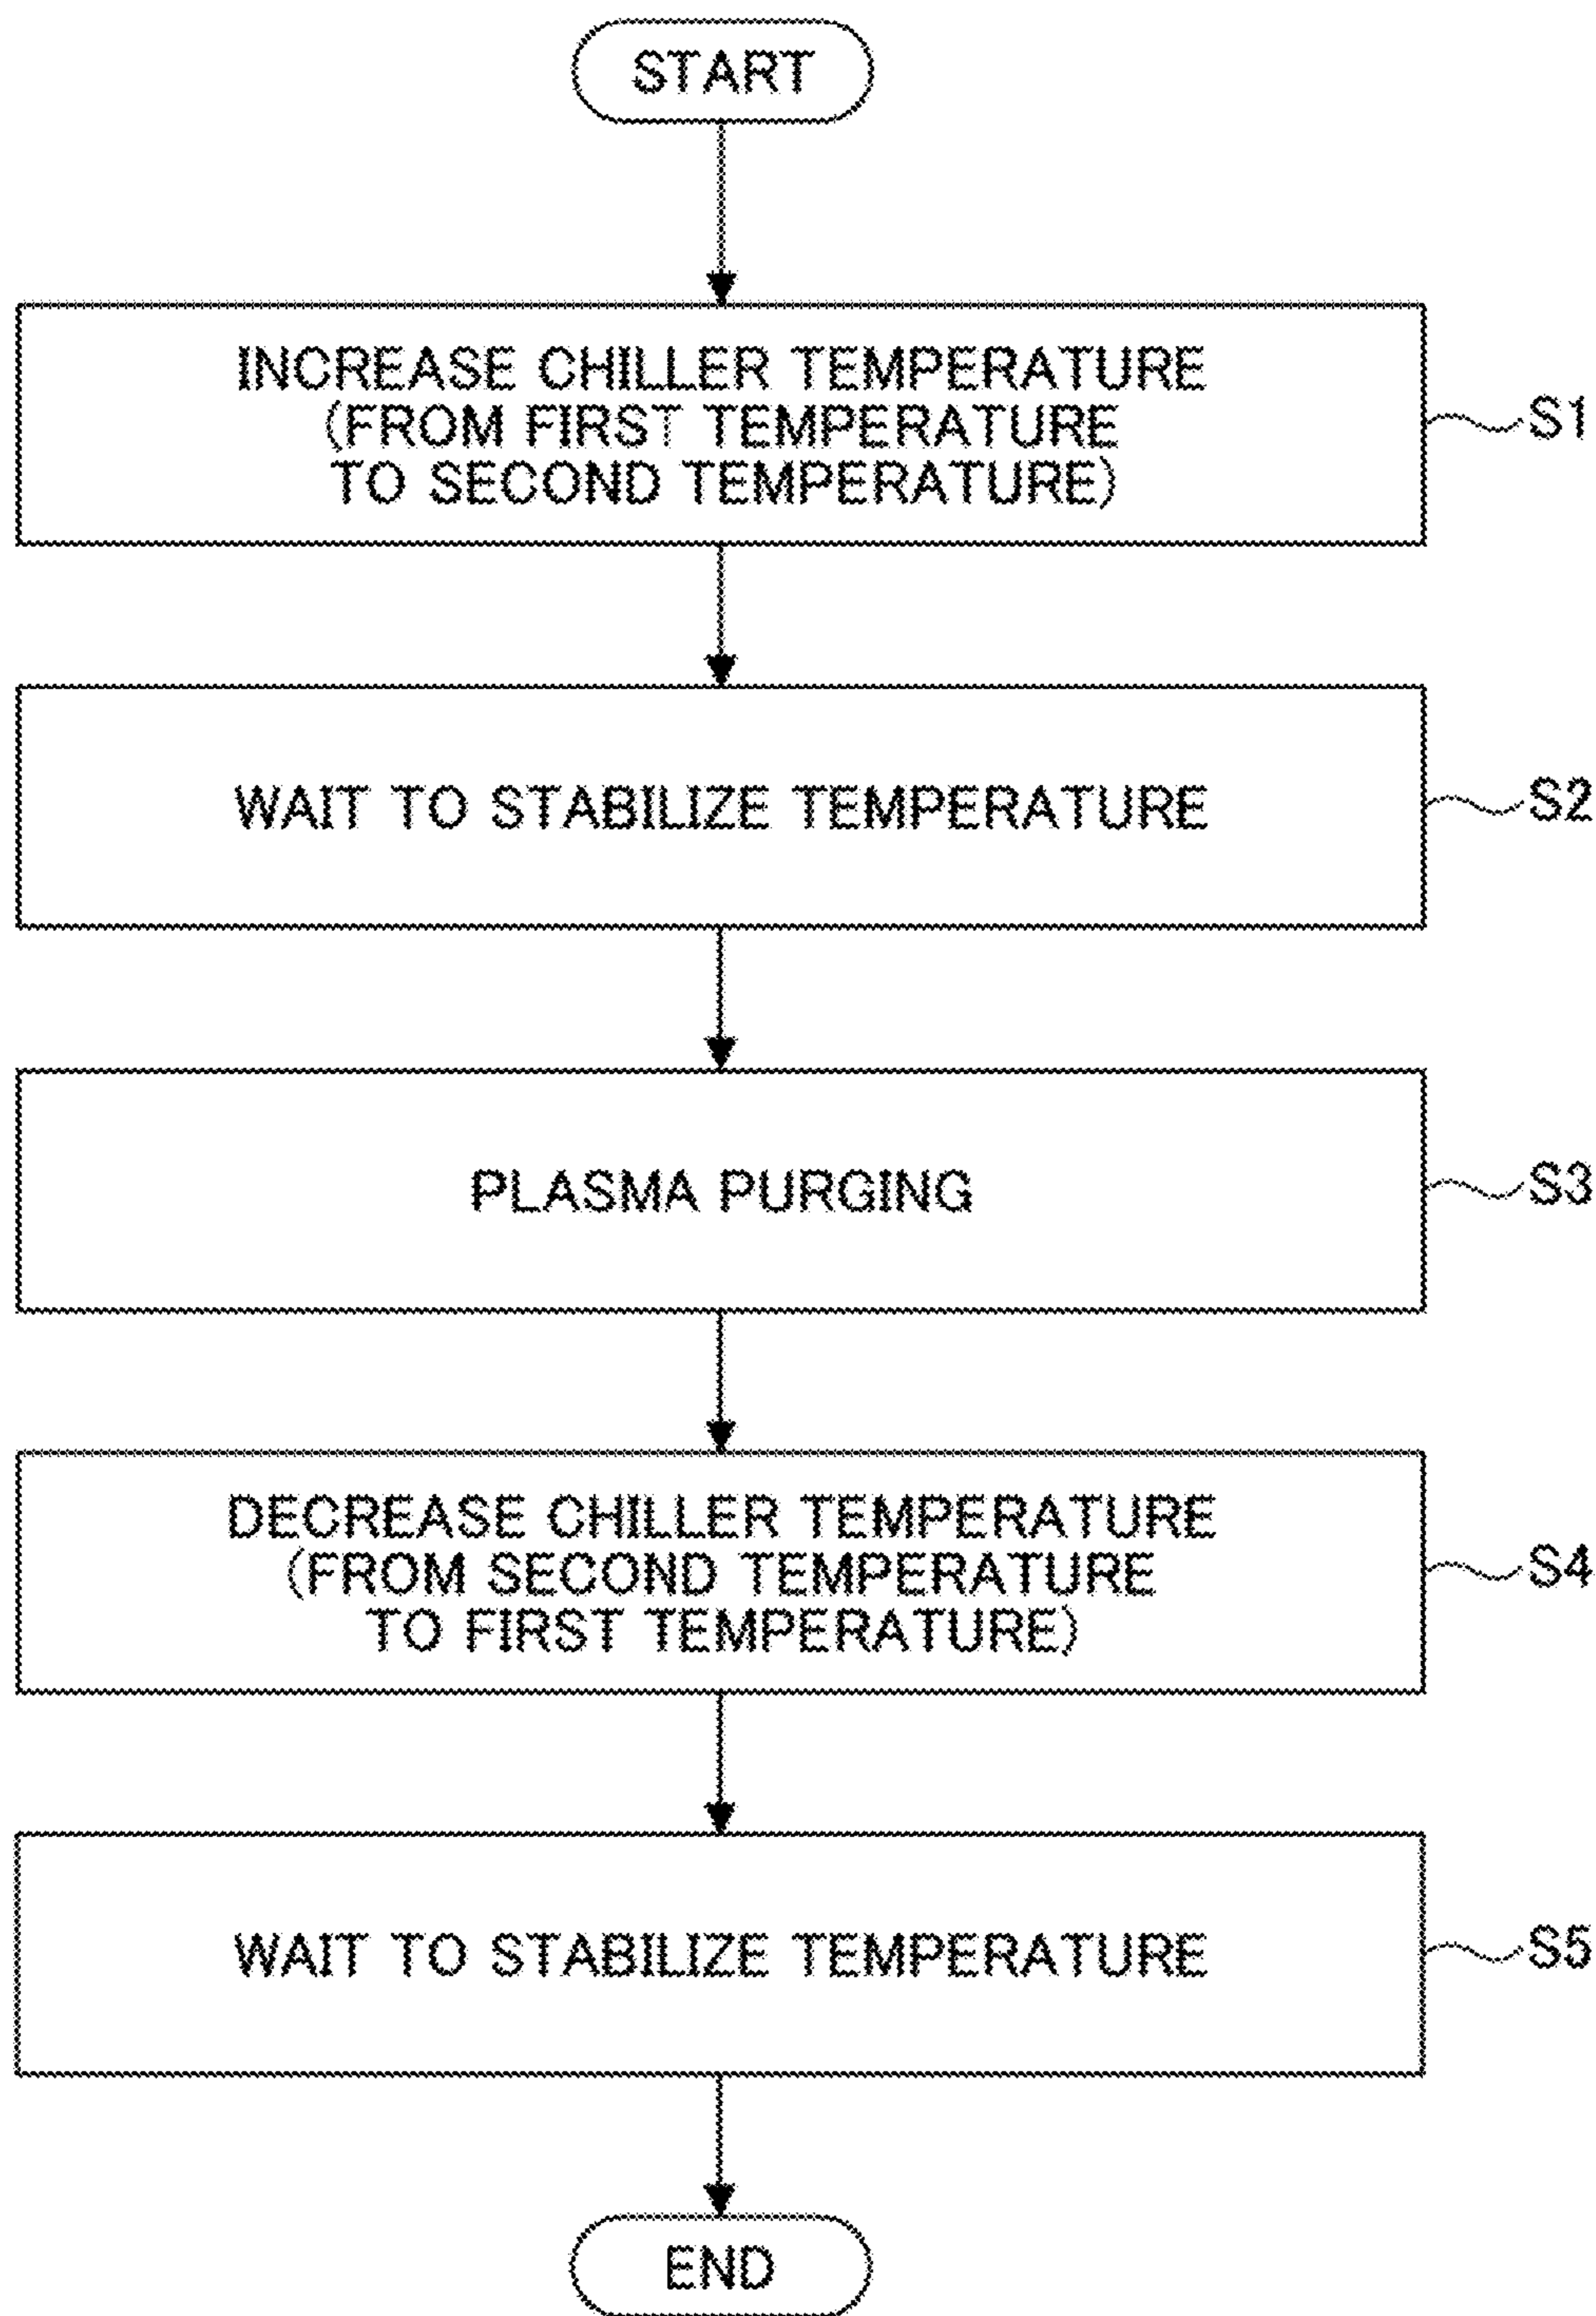 START
INCREASE CHILLER TEMPERATURE
(FROM FIRST TEMPERATURE
TO SECOND TEMPERATURE)
S1
WAIT TO STABILIZE TEMPERATURE
S2
PLASMA PURGING
S3
DECREASE CHILLER TEMPERATURE
(FROM SECOND TEMPERATURE
TO FIRST TEMPERATURE)
S4
WAIT TO STABILIZE TEMPERATURE
S5
END